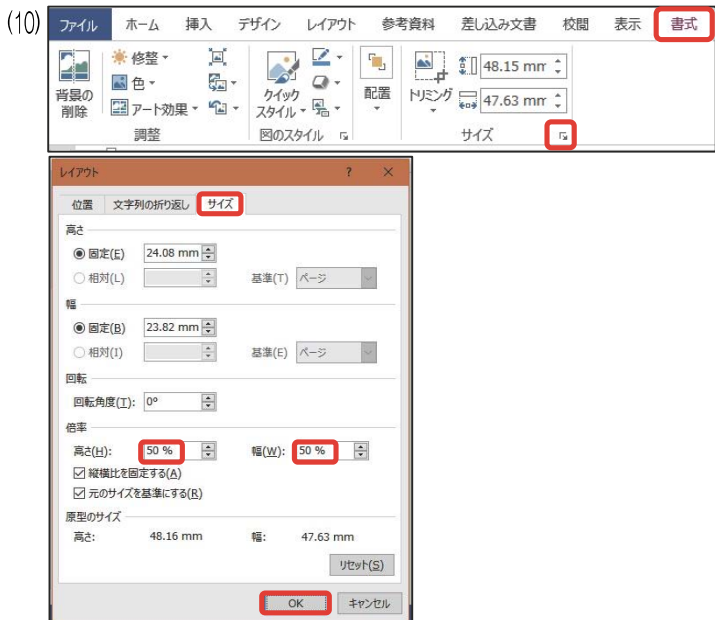 (10)
ファイル ホーム 挿入 デザイン レイアウト 参考資料 差し込み文書 校閲 表示 書式
修整
色
アート効果
背景の
削除
調整
クイック
スタイル
図のスタイル
配置
トリミング
48.15 mm
47.63 mm
サイズ
レイアウト ? ×
位置 文字列の折り返し サイズ
高さ
固定(E) 24.08 mm
相対(L) 基準(T) ページ
幅
固定(B) 23.82 mm
相対(I) 基準(E) ページ
回転
回転角度(T): 0°
倍率
高さ(H): 50 % 幅(W): 50 %
縦横比を固定する(A)
元のサイズを基準にする(R)
原型のサイズ
高さ: 48.16 mm 幅: 47.63 mm
リセット(S)
OK キャンセル